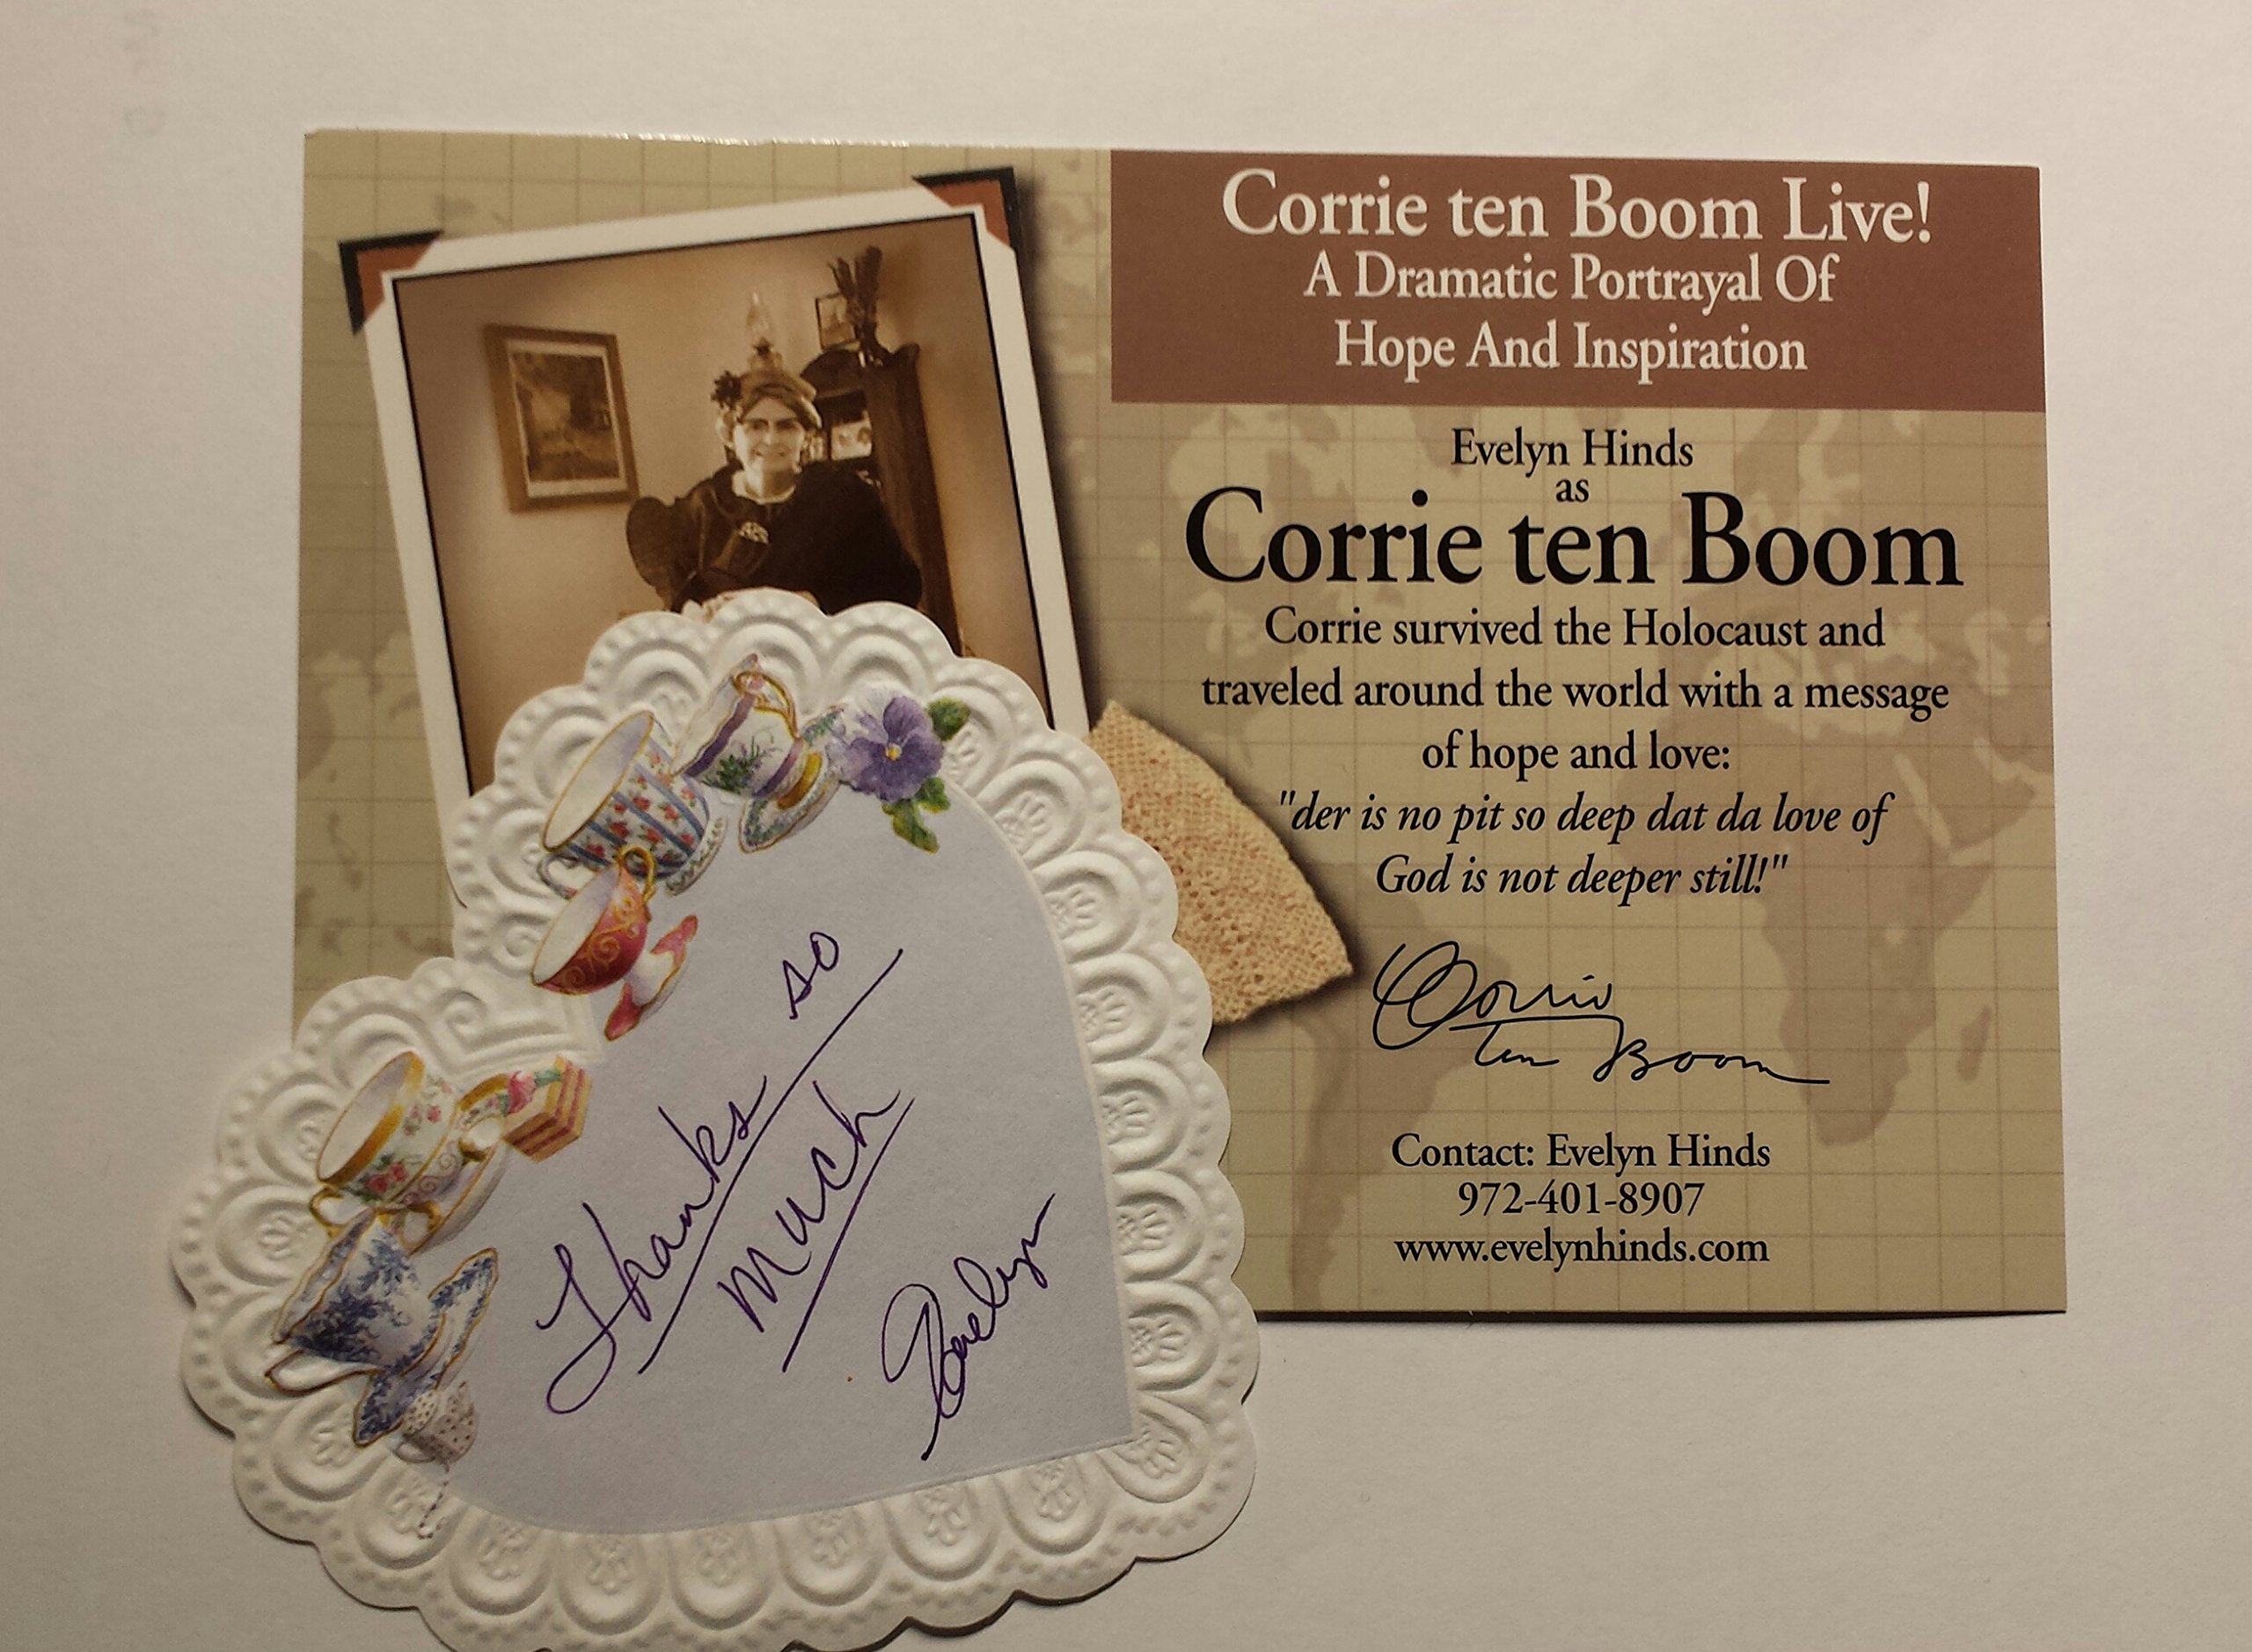 Corrie ten Boom Live!
A Dramatic Portrayal Of
Hope And Inspiration
Evelyn Hinds
as
Corrie ten Boom
Corrie survived the Holocaust and
traveled around the world with a message
of hope and love:
"der is no pit so deep dat da love of
God is not deeper still!"
Corrie
ten Boom
Contact: Evelyn Hinds
972-401-8907
www.evelynhinds.com
Thanks so
much
Evelyn